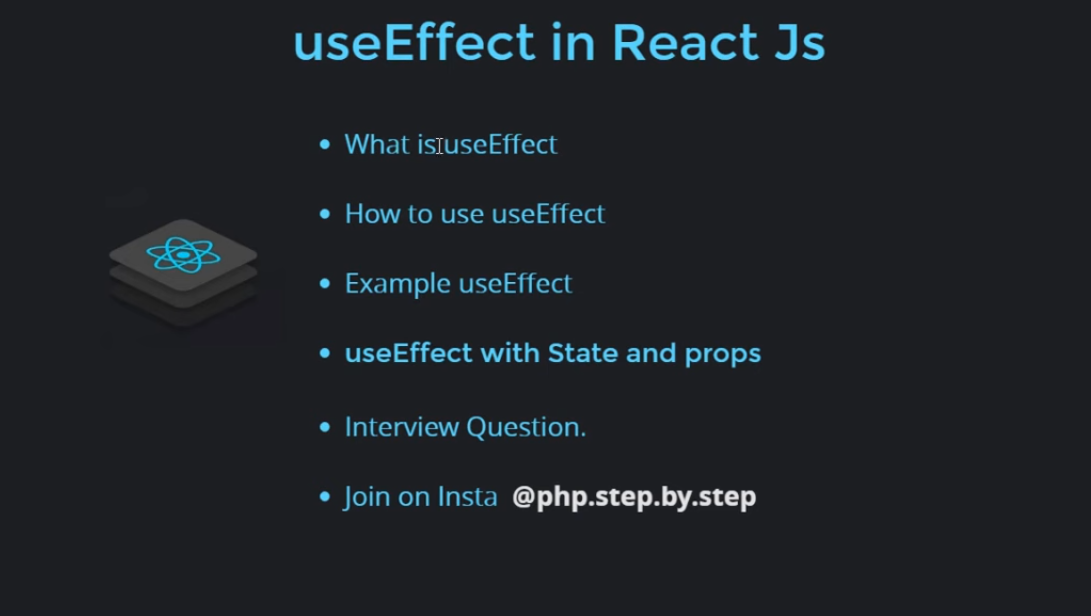 useEffect in React Js
What is useEffect
How to use useEffect
Example useEffect
useEffect with State and props
Interview Question.
Join on Insta @php.step.by.step